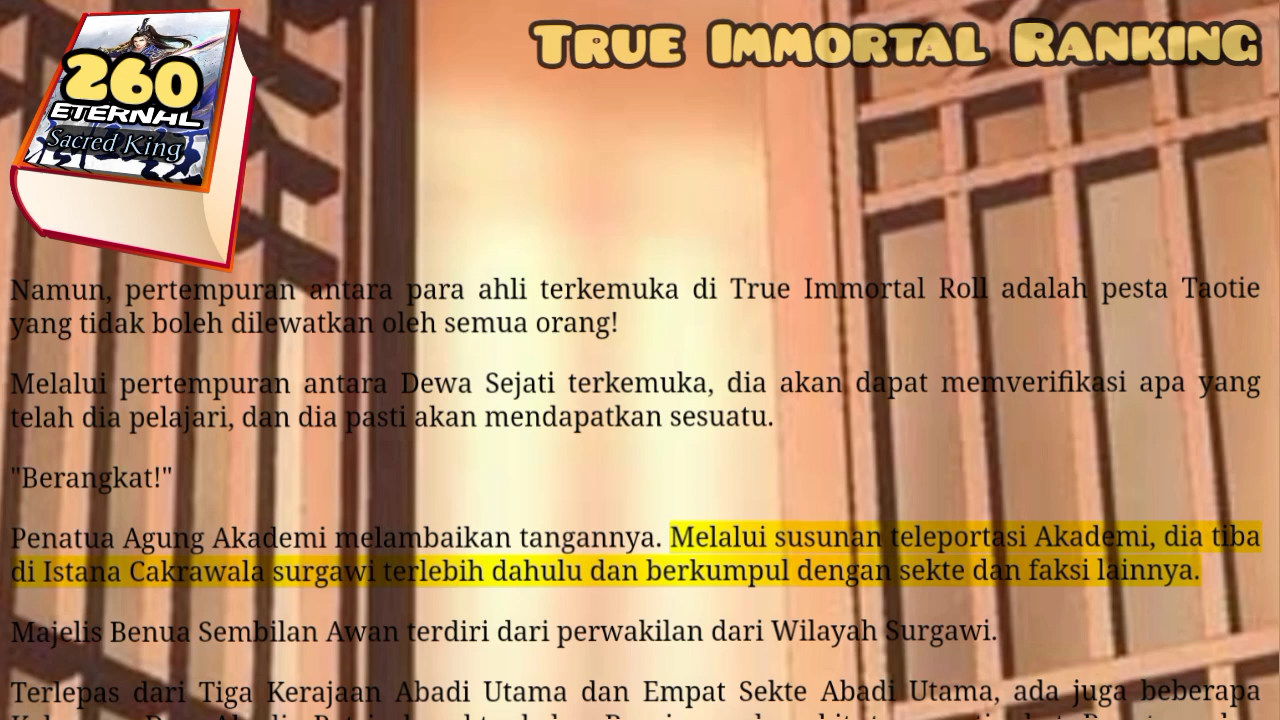 True Immortal Ranking
260
ETERNAL
Sacred King
Namun, pertempuran antara para ahli terkemuka di True Immortal Roll adalah pesta Taotie
yang tidak boleh dilewatkan oleh semua orang!
Melalui pertempuran antara Dewa Sejati terkemuka, dia akan dapat memverifikasi apa yang
telah dia pelajari, dan dia pasti akan mendapatkan sesuatu.
"Berangkat!"
Penatua Agung Akademi melambaikan tangannya. Melalui susunan teleportasi Akademi, dia tiba
di Istana Cakrawala surgawi terlebih dahulu dan berkumpul dengan sekte dan faksi lainnya.
Majelis Benua Sembilan Awan terdiri dari perwakilan dari Wilayah Surgawi.
Terlepas dari Tiga Kerajaan Abadi Utama dan Empat Sekte Abadi Utama, ada juga beberapa